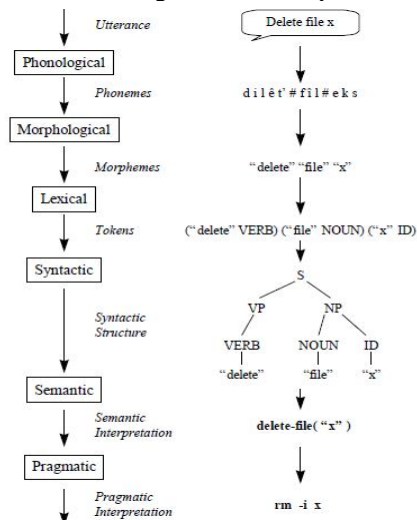 Utterance
Delete file x
Phonological
Phonemes
d i l ê t' # f î l # e k s
Morphological
Morphemes
"delete" "file" "x"
Lexical
Tokens
("delete" VERB) ("file" NOUN) ("x" ID)
Syntactic
S
VP NP
Syntactic
Structure
VERB NOUN ID
"delete" "file" "x"
Semantic
Semantic
Interpretation
delete-file( "x" )
Pragmatic
Pragmatic
Interpretation
rm -i x